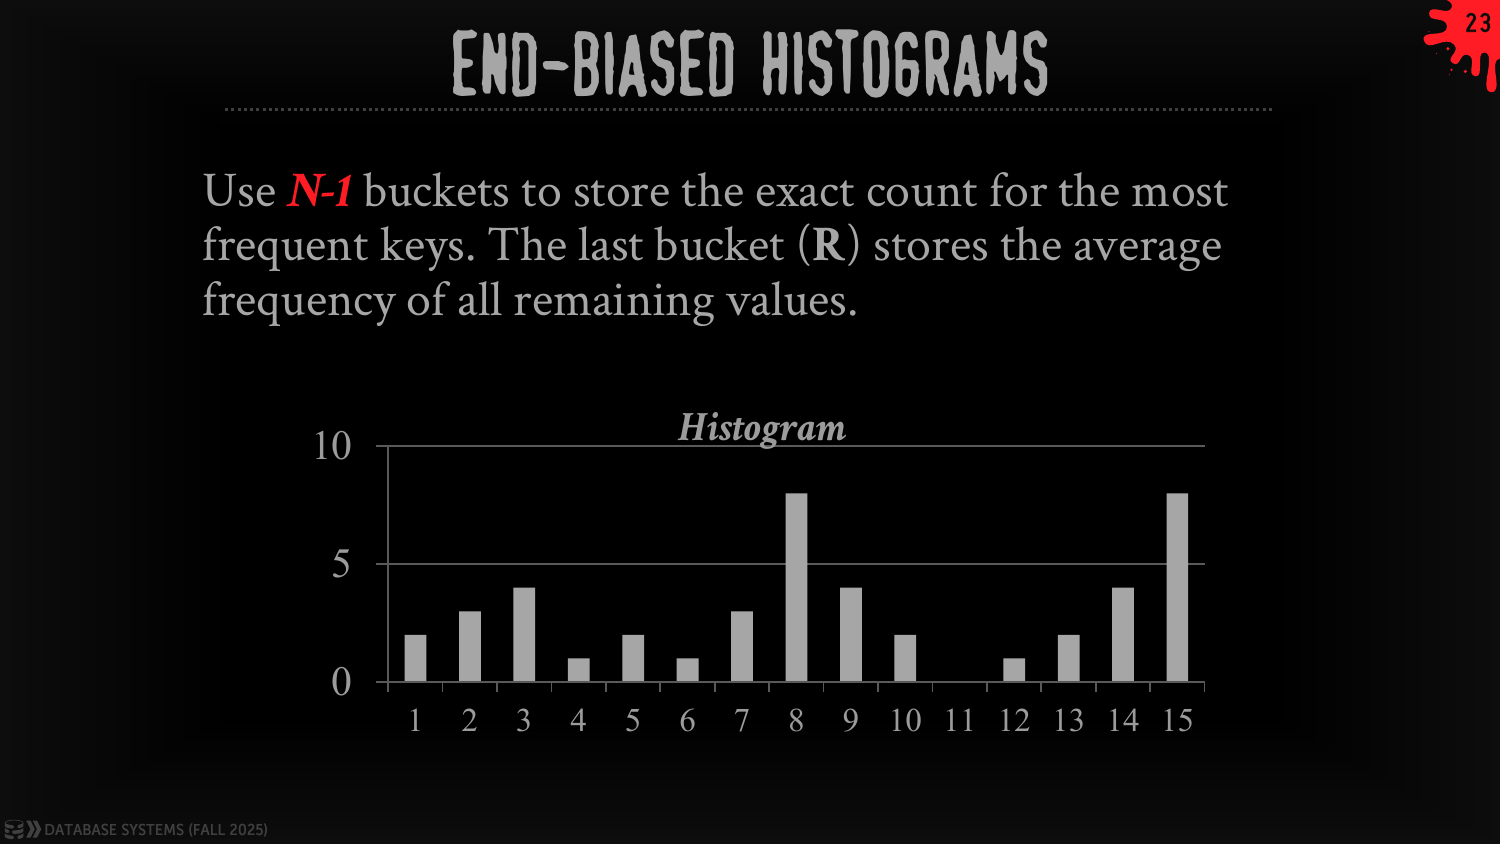 23
END-BIASED HISTOGRAMS
Use N-1 buckets to store the exact count for the most
frequent keys. The last bucket (R) stores the average
frequency of all remaining values.
Histogram
10
5
0
1 2 3 4 5 6 7 8 9 10 11 12 13 14 15
DATABASE SYSTEMS (FALL 2025)